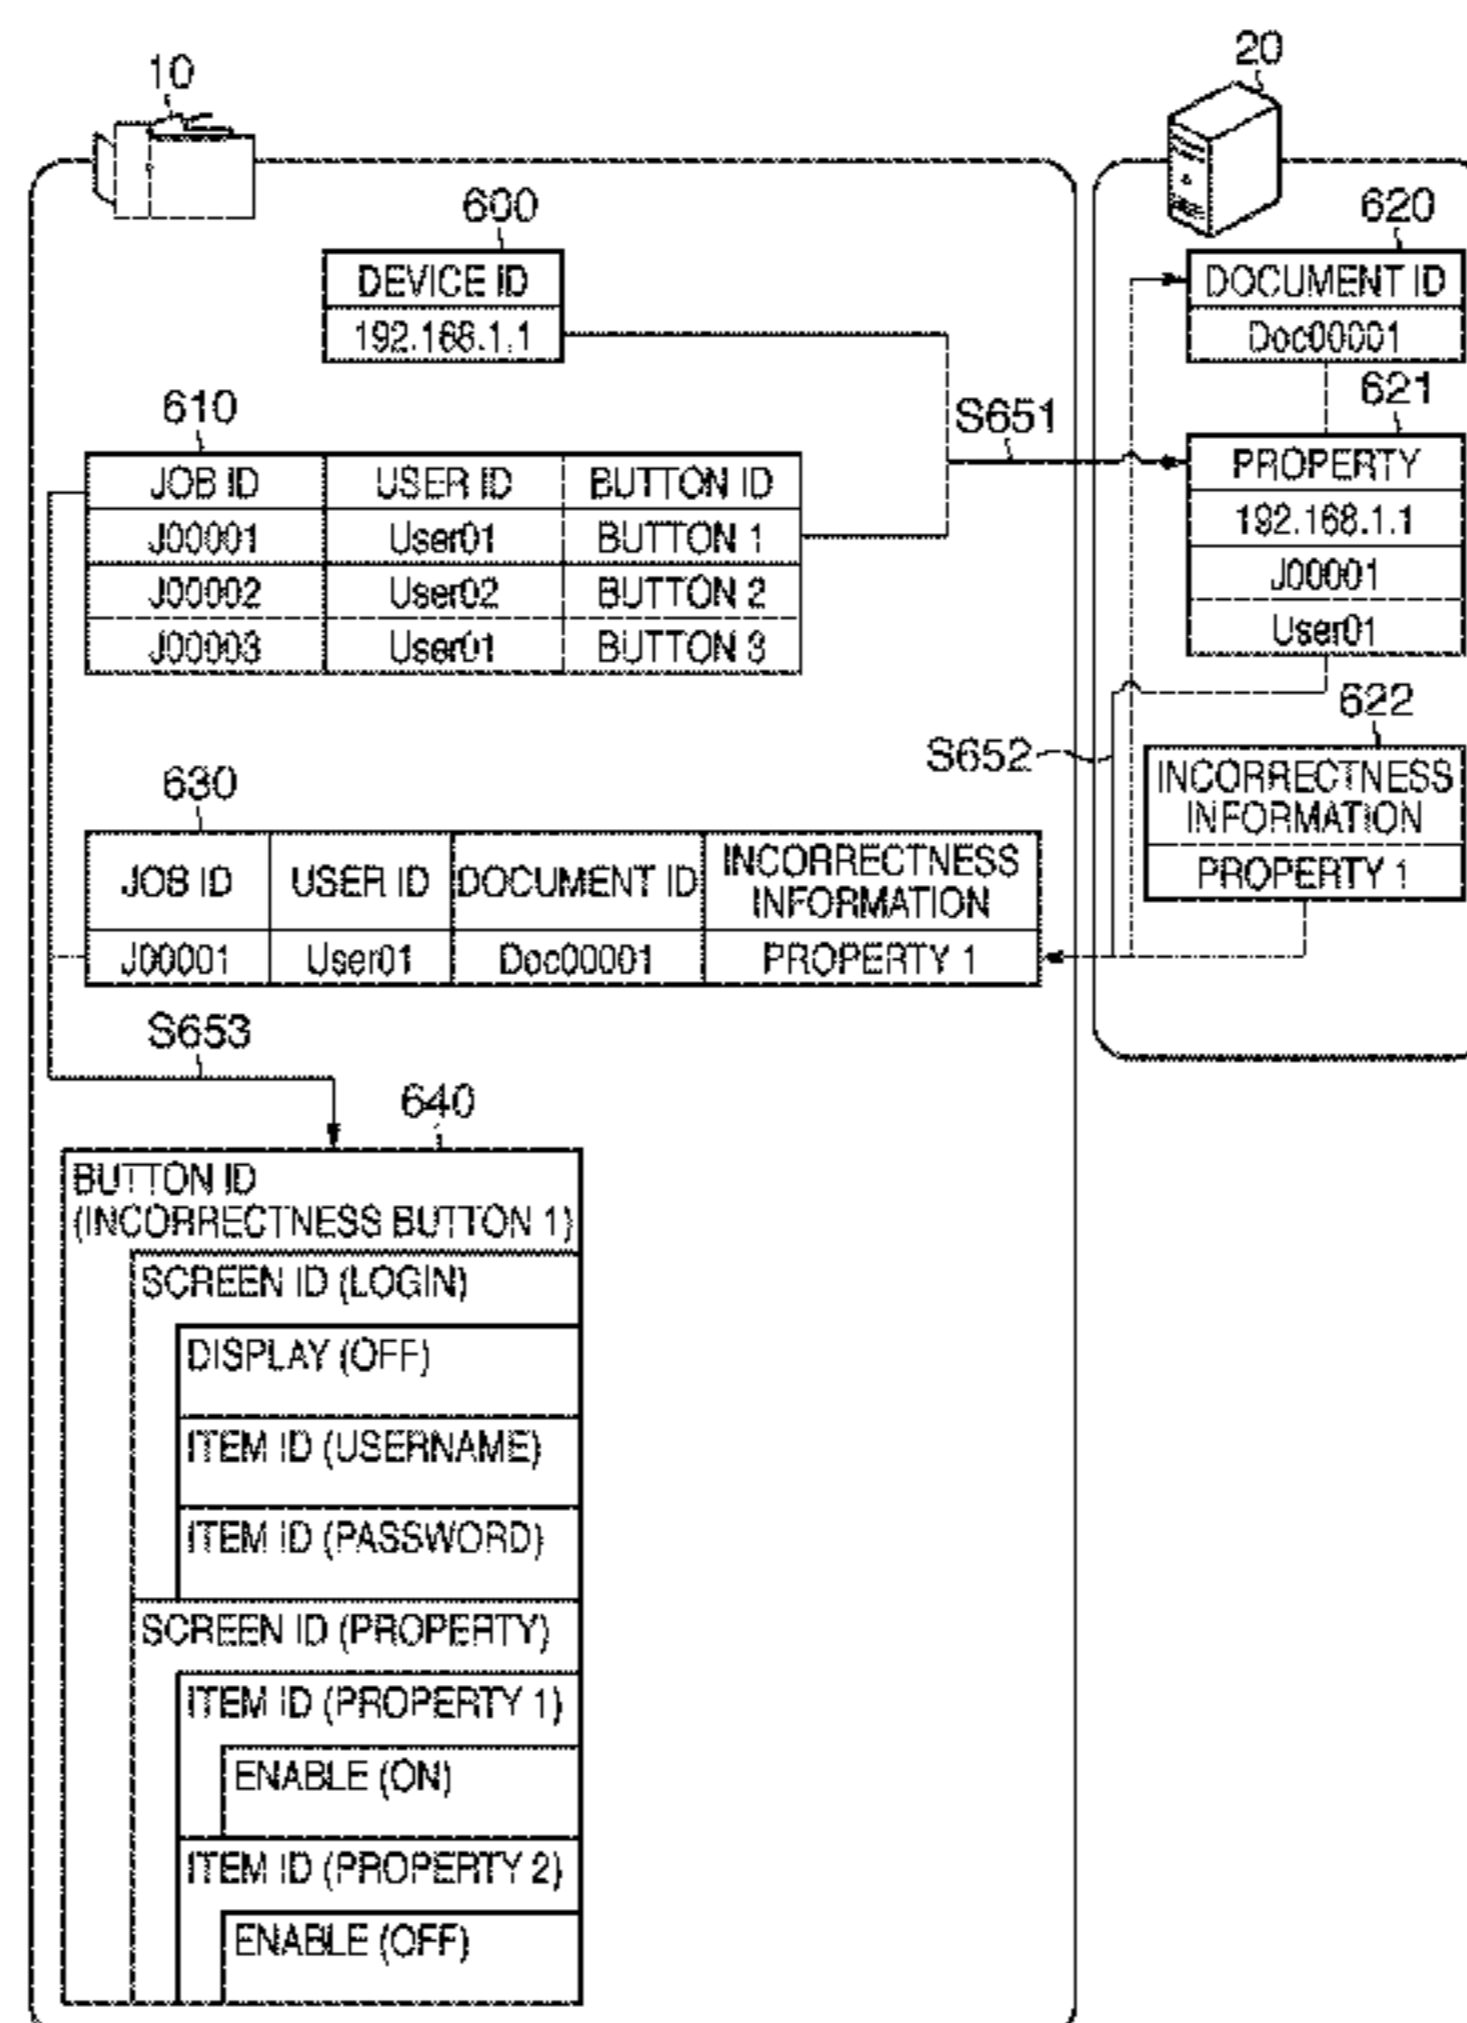 10
20
600
DEVICE ID
192.168.1.1
620
DOCUMENT ID
Doc00001
610
JOB ID USER ID BUTTON ID
J00001 User01 BUTTON 1
J00002 User02 BUTTON 2
J00003 User01 BUTTON 3
S651
621
PROPERTY
192.168.1.1
J00001
User01
S652
622
INCORRECTNESS
INFORMATION
PROPERTY 1
630
JOB ID USER ID DOCUMENT ID INCORRECTNESS
INFORMATION
J00001 User01 Doc00001 PROPERTY 1
S653
640
BUTTON ID
(INCORRECTNESS BUTTON 1)
SCREEN ID (LOGIN)
DISPLAY (OFF)
ITEM ID (USERNAME)
ITEM ID (PASSWORD)
SCREEN ID (PROPERTY)
ITEM ID (PROPERTY 1)
ENABLE (ON)
ITEM ID (PROPERTY 2)
ENABLE (OFF)